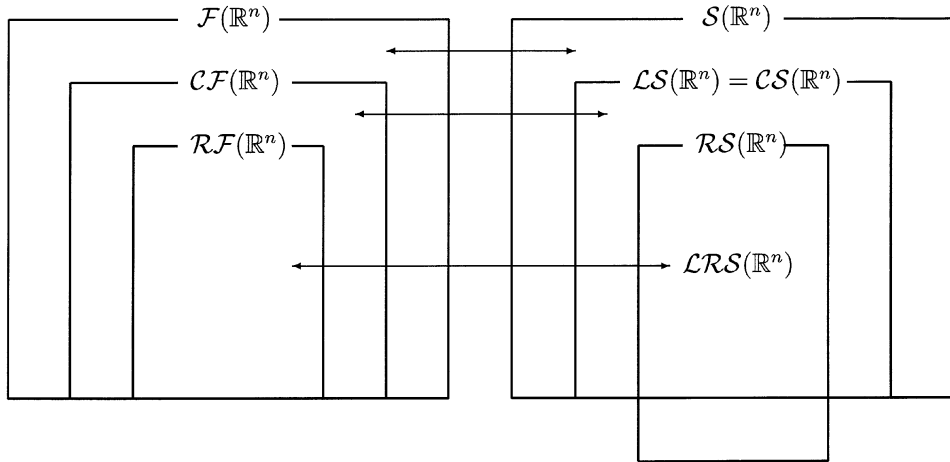 𝓕(ℝⁿ) 𝓢(ℝⁿ)
𝓒𝓕(ℝⁿ) 𝓛𝓢(ℝⁿ) = 𝓒𝓢(ℝⁿ)
𝓡𝓕(ℝⁿ) 𝓡𝓢(ℝⁿ)
𝓛𝓡𝓢(ℝⁿ)